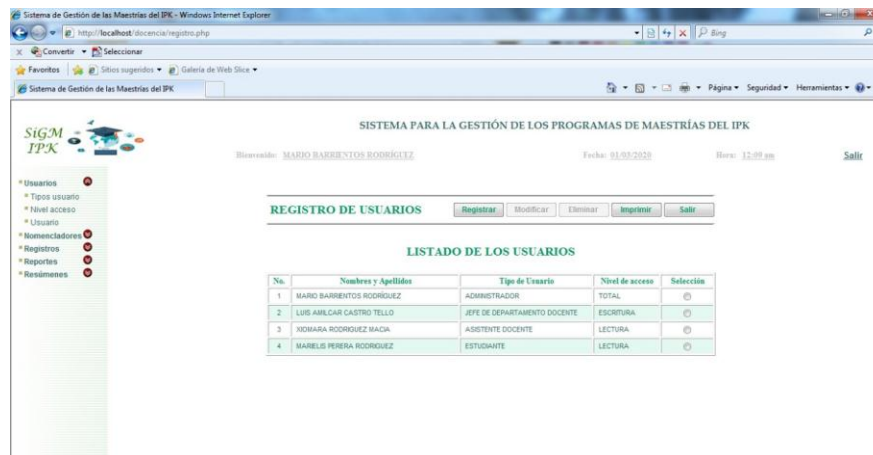 Sistema de Gestión de las Maestrías del IPK - Windows Internet Explorer
http://localhost/docencia/registro.php
Bing
x Convertir Seleccionar
Favoritos Sitios sugeridos Galería de Web Slice
Sistema de Gestión de las Maestrías del IPK
Página Seguridad Herramientas
SiGM
IPK
SISTEMA PARA LA GESTIÓN DE LOS PROGRAMAS DE MAESTRÍAS DEL IPK
Bienvenido: MARIO BARRIENTOS RODRÍGUEZ Fecha: 01/05/2020 Hora: 12:09 am Salir
Usuarios
Tipos usuario
Nivel acceso
Usuario
Nomencladores
Registros
Reportes
Resúmenes
REGISTRO DE USUARIOS Registrar Modificar Eliminar Imprimir Salir
LISTADO DE LOS USUARIOS
No. Nombres y Apellidos Tipo de Usuario Nivel de acceso Selección
1 MARIO BARRIENTOS RODRÍGUEZ ADMINISTRADOR TOTAL
2 LUIS AMILCAR CASTRO TELLO JEFE DE DEPARTAMENTO DOCENTE ESCRITURA
3 XIOMARA RODRIGUEZ MACIA ASISTENTE DOCENTE LECTURA
4 MARIELIS PERERA RODRIGUEZ ESTUDIANTE LECTURA